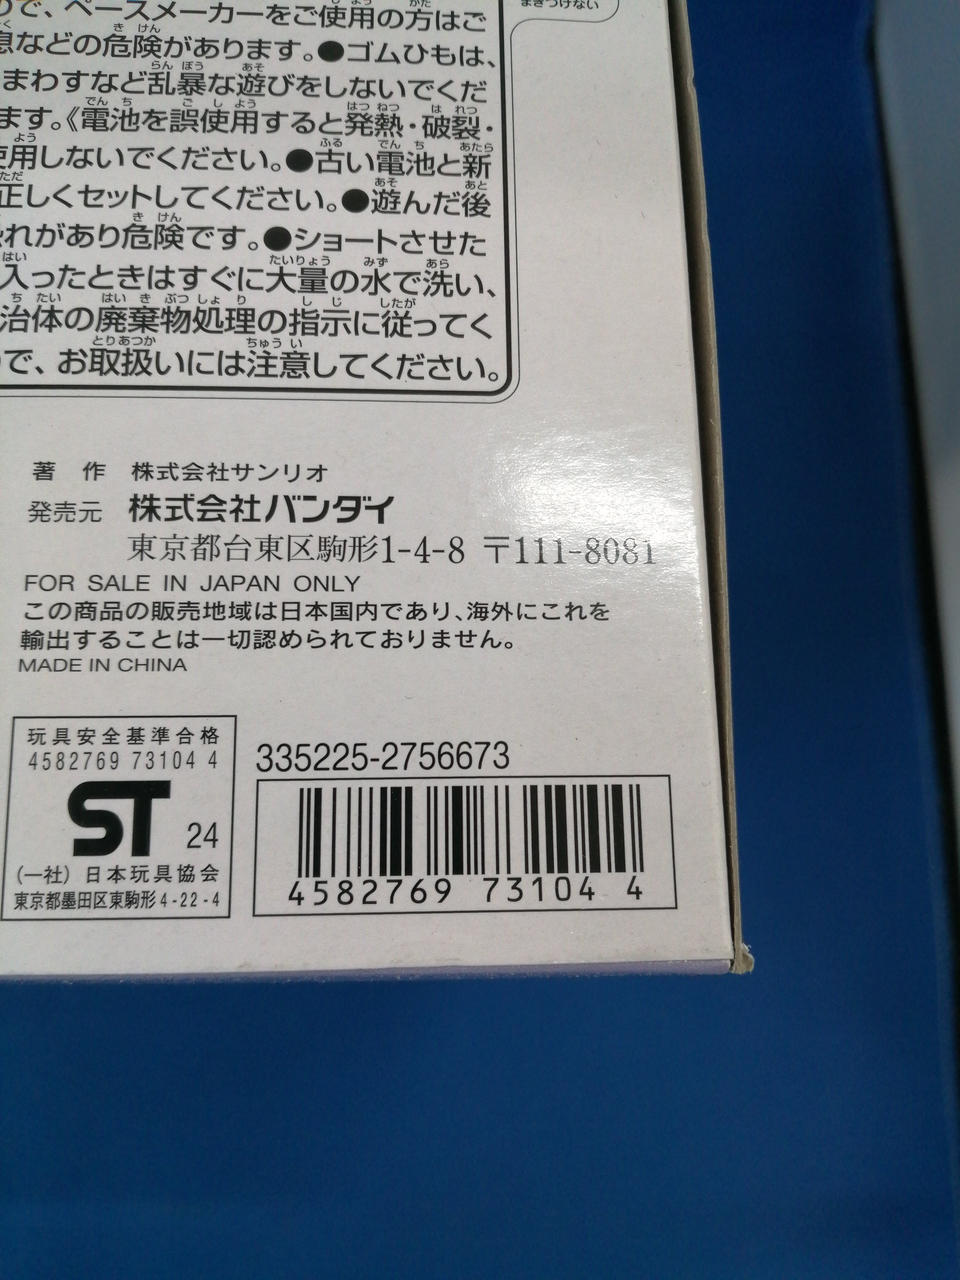 まきつけない
で、ペースメーカーをご使用の方はご
などの危険があります。●ゴムひもは、
まわすなど乱暴な遊びをしないでくだ
ます。《電池を誤使用すると発熱・破裂・
使用しないでください。●古い電池と新
正しくセットしてください。●遊んだ後
れがあり危険です。●ショートさせた
入ったときはすぐに大量の水で洗い、
治体の廃棄物処理の指示に従ってく
で、お取扱いには注意してください。
著 作 株式会社サンリオ
発売元 株式会社バンダイ
東京都台東区駒形1-4-8 〒111-8081
FOR SALE IN JAPAN ONLY
この商品の販売地域は日本国内であり、海外にこれを
輸出することは一切認められておりません。
MADE IN CHINA
玩具安全基準合格
4582769 73104 4
ST 24
(一社) 日本玩具協会
東京都墨田区東駒形4-22-4
335225-2756673
4582769 73104 4